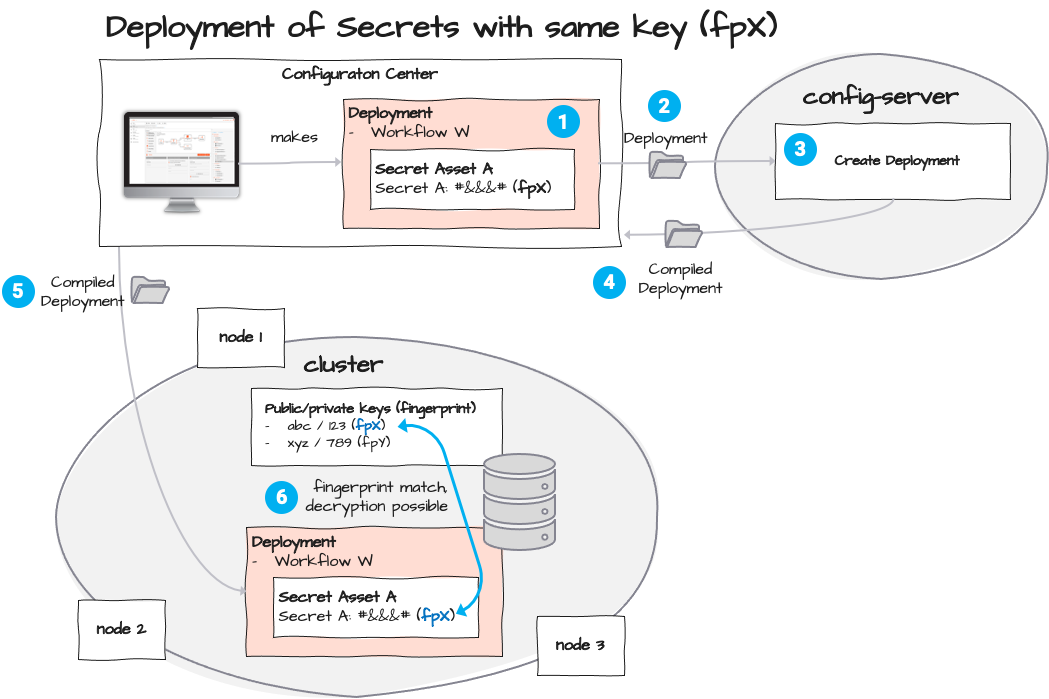 Deployment of Secrets with same key (fpX)
Configuraton Center
makes
Deployment
- Workflow W
1
Secret Asset A
Secret A: #&&&# (fpX)
2
Deployment
config-server
3
Create Deployment
4
Compiled
Deployment
5
Compiled
Deployment
node 1
cluster
Public/private keys (fingerprint)
- abc / 123 (fpX)
- xyz / 789 (fpY)
6
fingerprint match,
decryption possible
Deployment
- Workflow W
Secret Asset A
Secret A: #&&&# (fpX)
node 2
node 3